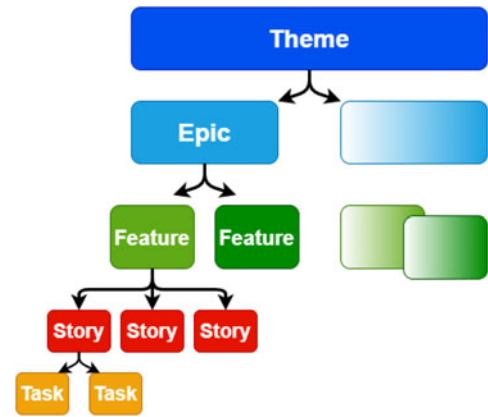 Theme
Epic
Feature Feature
Story Story Story
Task Task